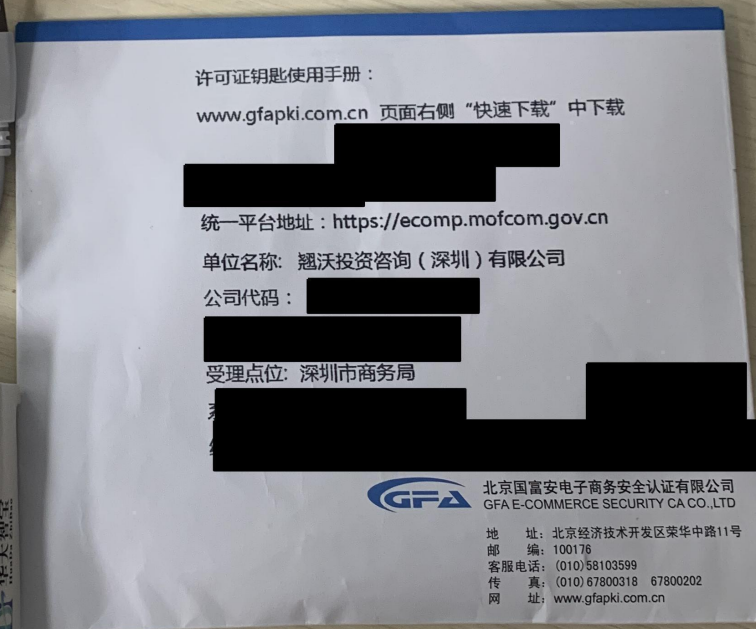 许可证钥匙使用手册：
www.gfapki.com.cn 页面右侧“快速下载”中下载
统一平台地址：https://ecomp.mofcom.gov.cn
单位名称: 翘沃投资咨询（深圳）有限公司
公司代码：
受理点位: 深圳市商务局
GFA
北京国富安电子商务安全认证有限公司
GFA E-COMMERCE SECURITY CA CO.,LTD
地 址: 北京经济技术开发区荣华中路11号
邮 编: 100176
客服电话: (010)58103599
传 真: (010)67800318 67800202
网 址: www.gfapki.com.cn